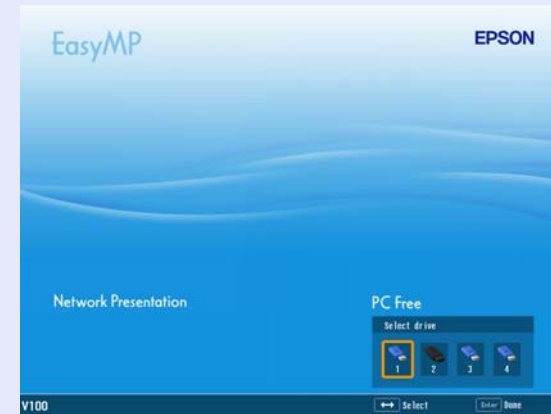 EasyMP
EPSON
Network Presentation
PC Free
Select drive
1 2 3 4
V100
Select
Enter Done